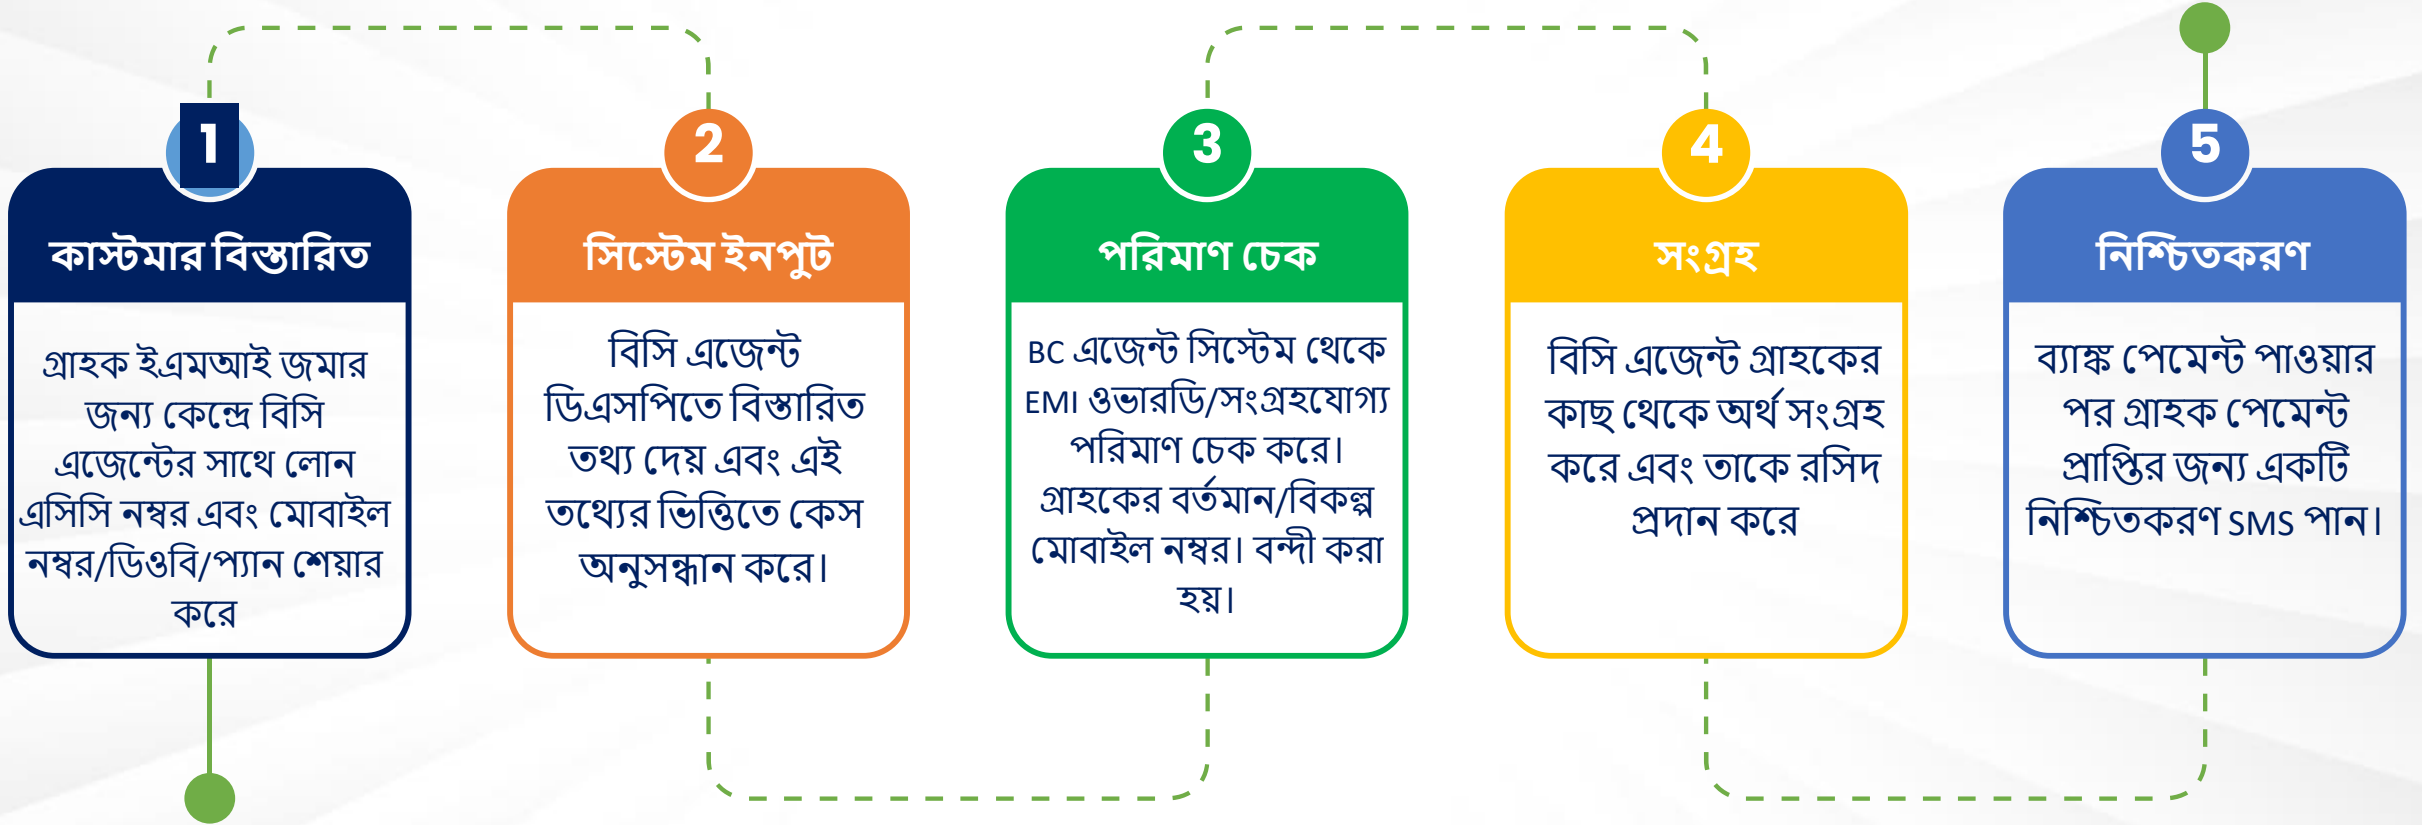 1
কাস্টমার বিস্তারিত
গ্রাহক ইএমআই জমার
জন্য কেন্দ্রে বিসি
এজেন্টের সাথে লোন
এসিসি নম্বর এবং মোবাইল
নম্বর/ডিওবি/প্যান শেয়ার
করে
2
সিস্টেম ইনপুট
বিসি এজেন্ট
ডিএসপিতে বিস্তারিত
তথ্য দেয় এবং এই
তথ্যের ভিত্তিতে কেস
অনুসন্ধান করে।
3
পরিমাণ চেক
BC এজেন্ট সিস্টেম থেকে
EMI ওভারডি/সংগ্রহযোগ্য
পরিমাণ চেক করে।
গ্রাহকের বর্তমান/বিকল্প
মোবাইল নম্বর। বন্দী করা
হয়।
4
সংগ্রহ
বিসি এজেন্ট গ্রাহকের
কাছ থেকে অর্থ সংগ্রহ
করে এবং তাকে রসিদ
প্রদান করে
5
নিশ্চিতকরণ
ব্যাঙ্ক পেমেন্ট পাওয়ার
পর গ্রাহক পেমেন্ট
প্রাপ্তির জন্য একটি
নিশ্চিতকরণ SMS পান।